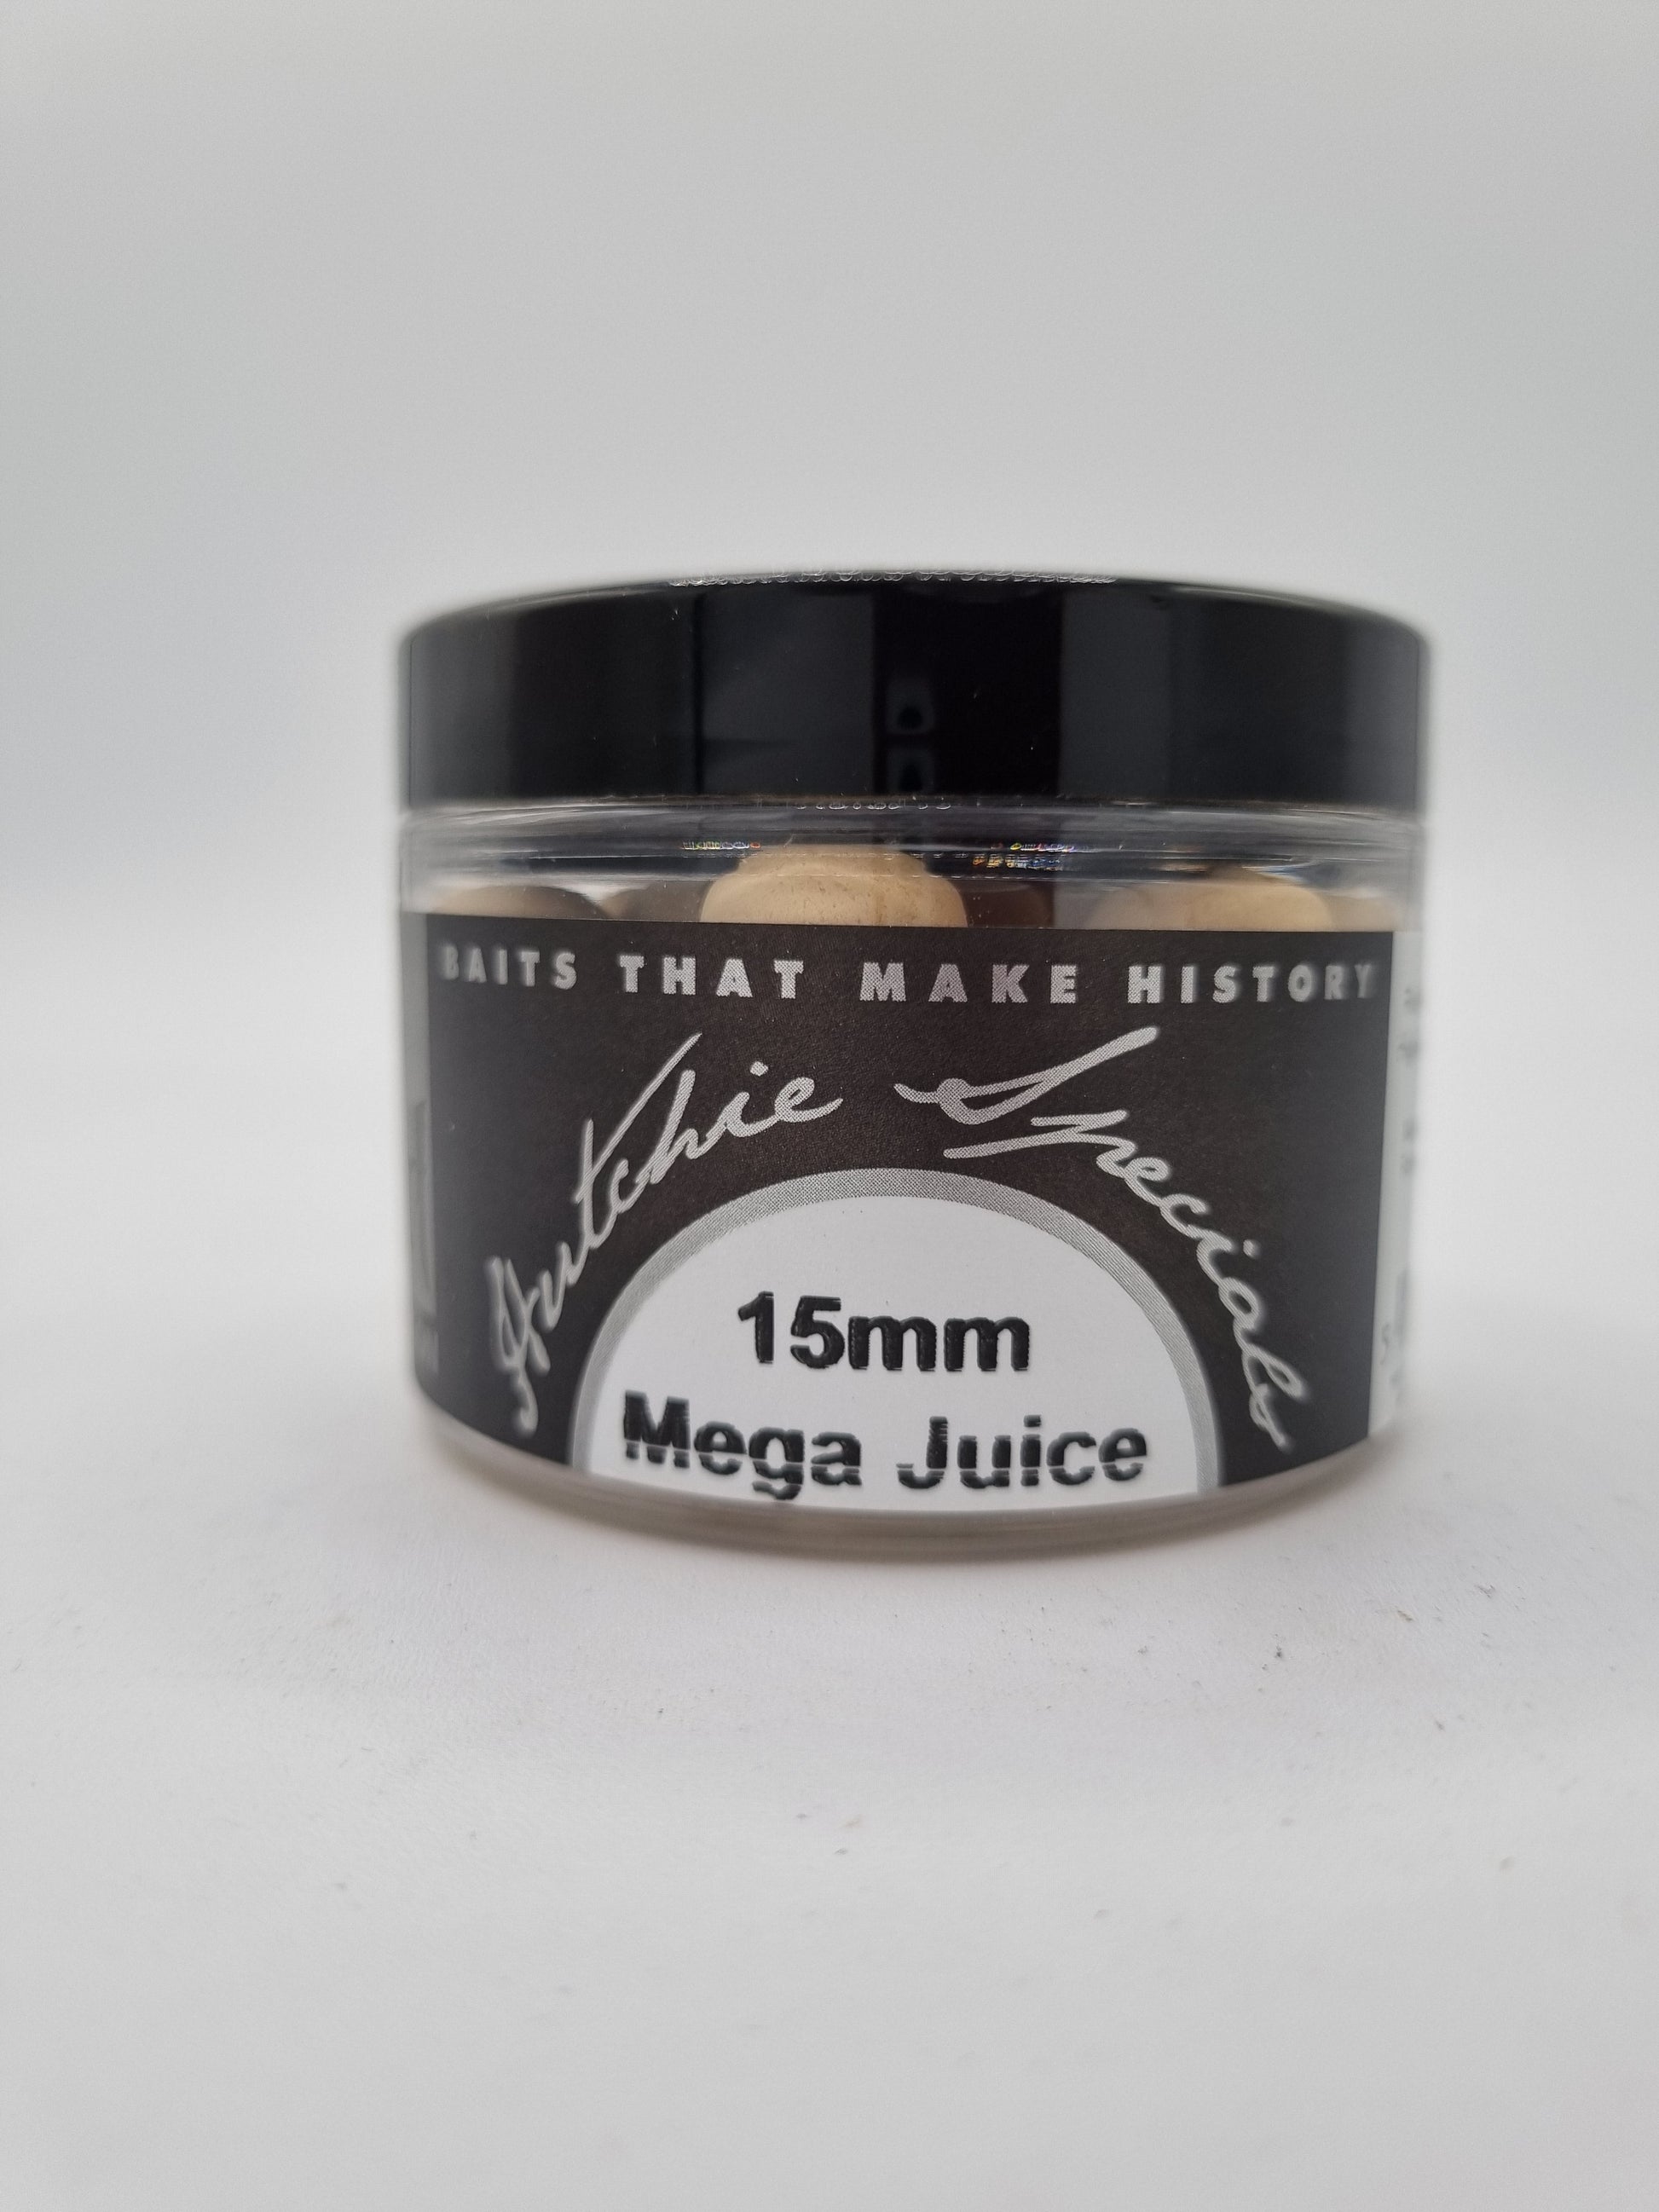 BAITS THAT MAKE HISTORY
Hutchie Specials
15mm
Mega Juice